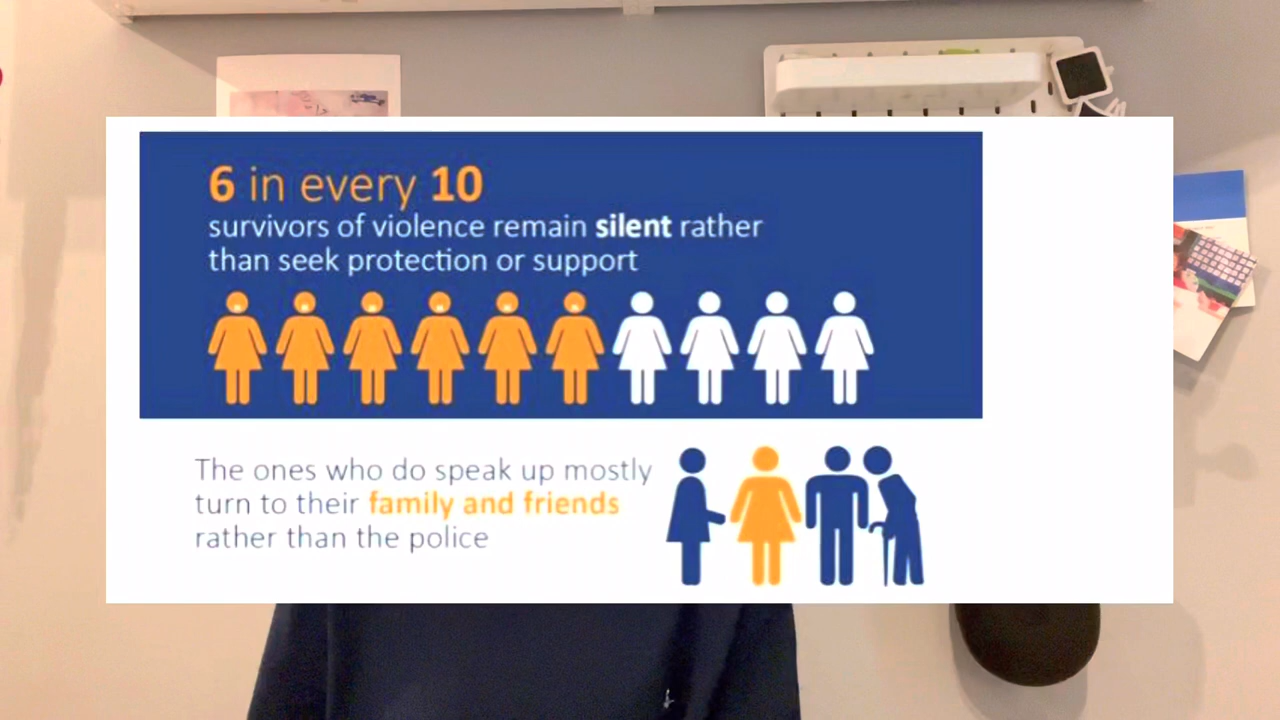 6 in every 10
survivors of violence remain silent rather
than seek protection or support
The ones who do speak up mostly
turn to their family and friends
rather than the police